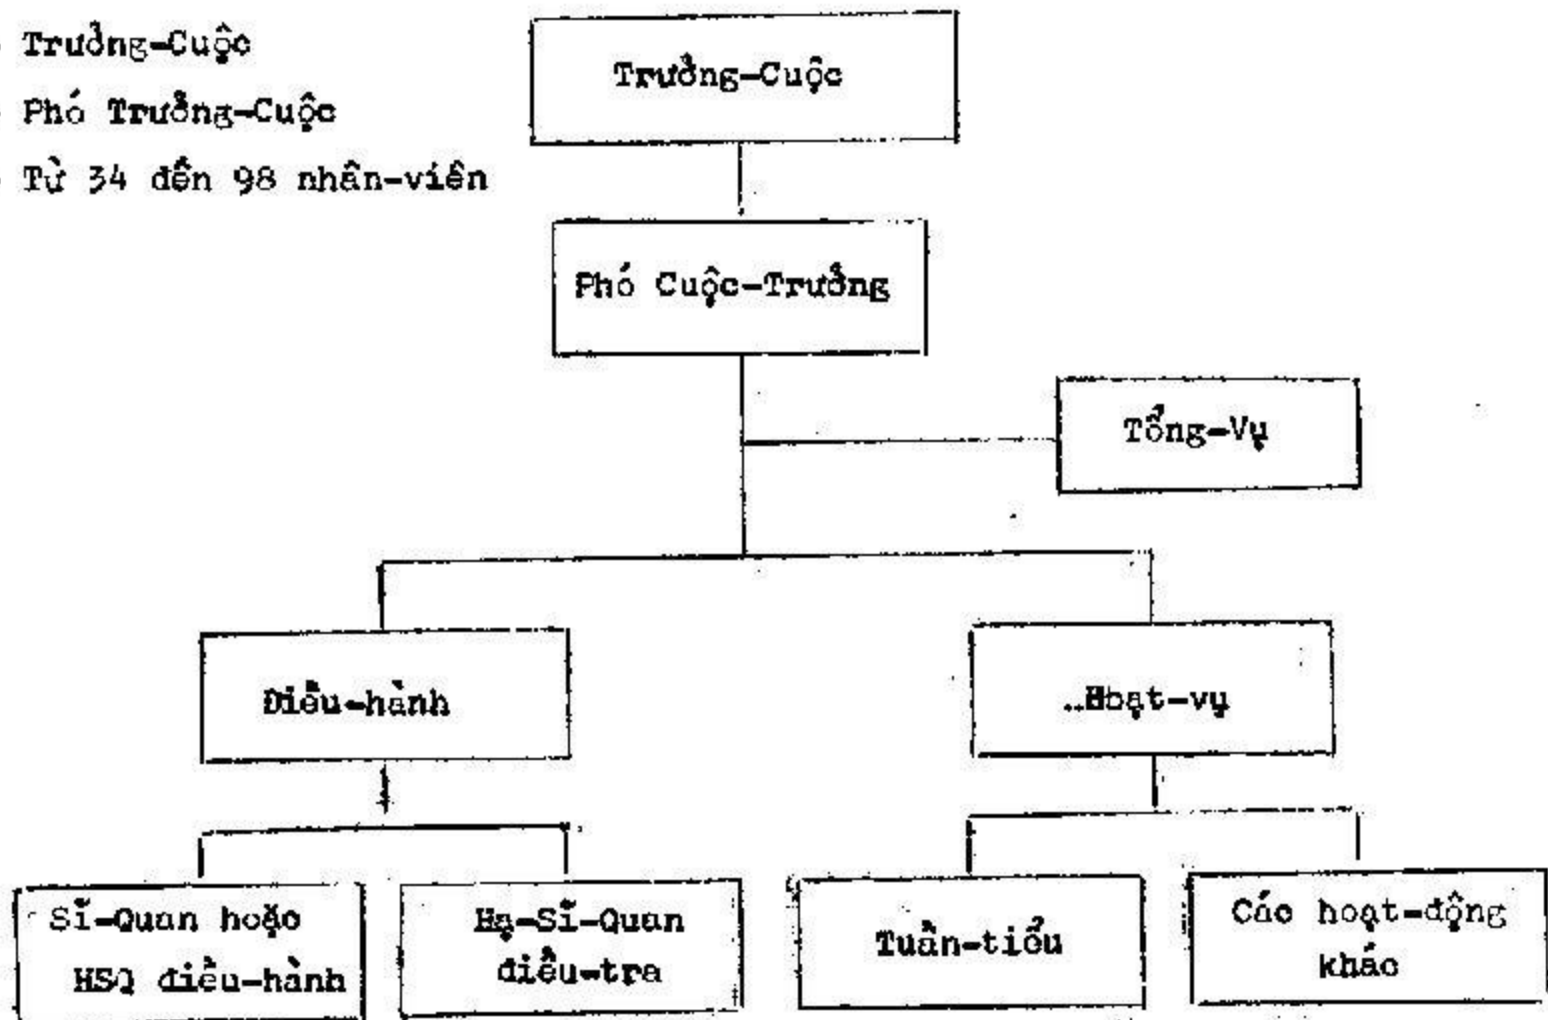 Trưởng-Cuộc
Phó Trưởng-Cuộc
Từ 34 đến 98 nhân-viên
Trưởng-Cuộc
Phó Cuộc-Trưởng
Tổng-Vụ
Điều-hành
..Hoạt-vụ
Sĩ-Quan hoặc
HSQ điều-hành
Hạ-Sĩ-Quan
điều-tra
Tuần-tiểu
Các hoạt-động
khác